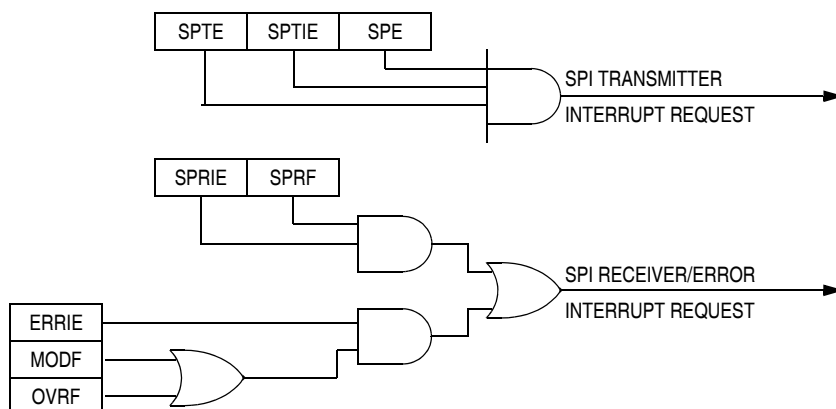 SPTE SPTIE SPE
SPI TRANSMITTER
INTERRUPT REQUEST
SPRIE SPRF
SPI RECEIVER/ERROR
INTERRUPT REQUEST
ERRIE
MODF
OVRF